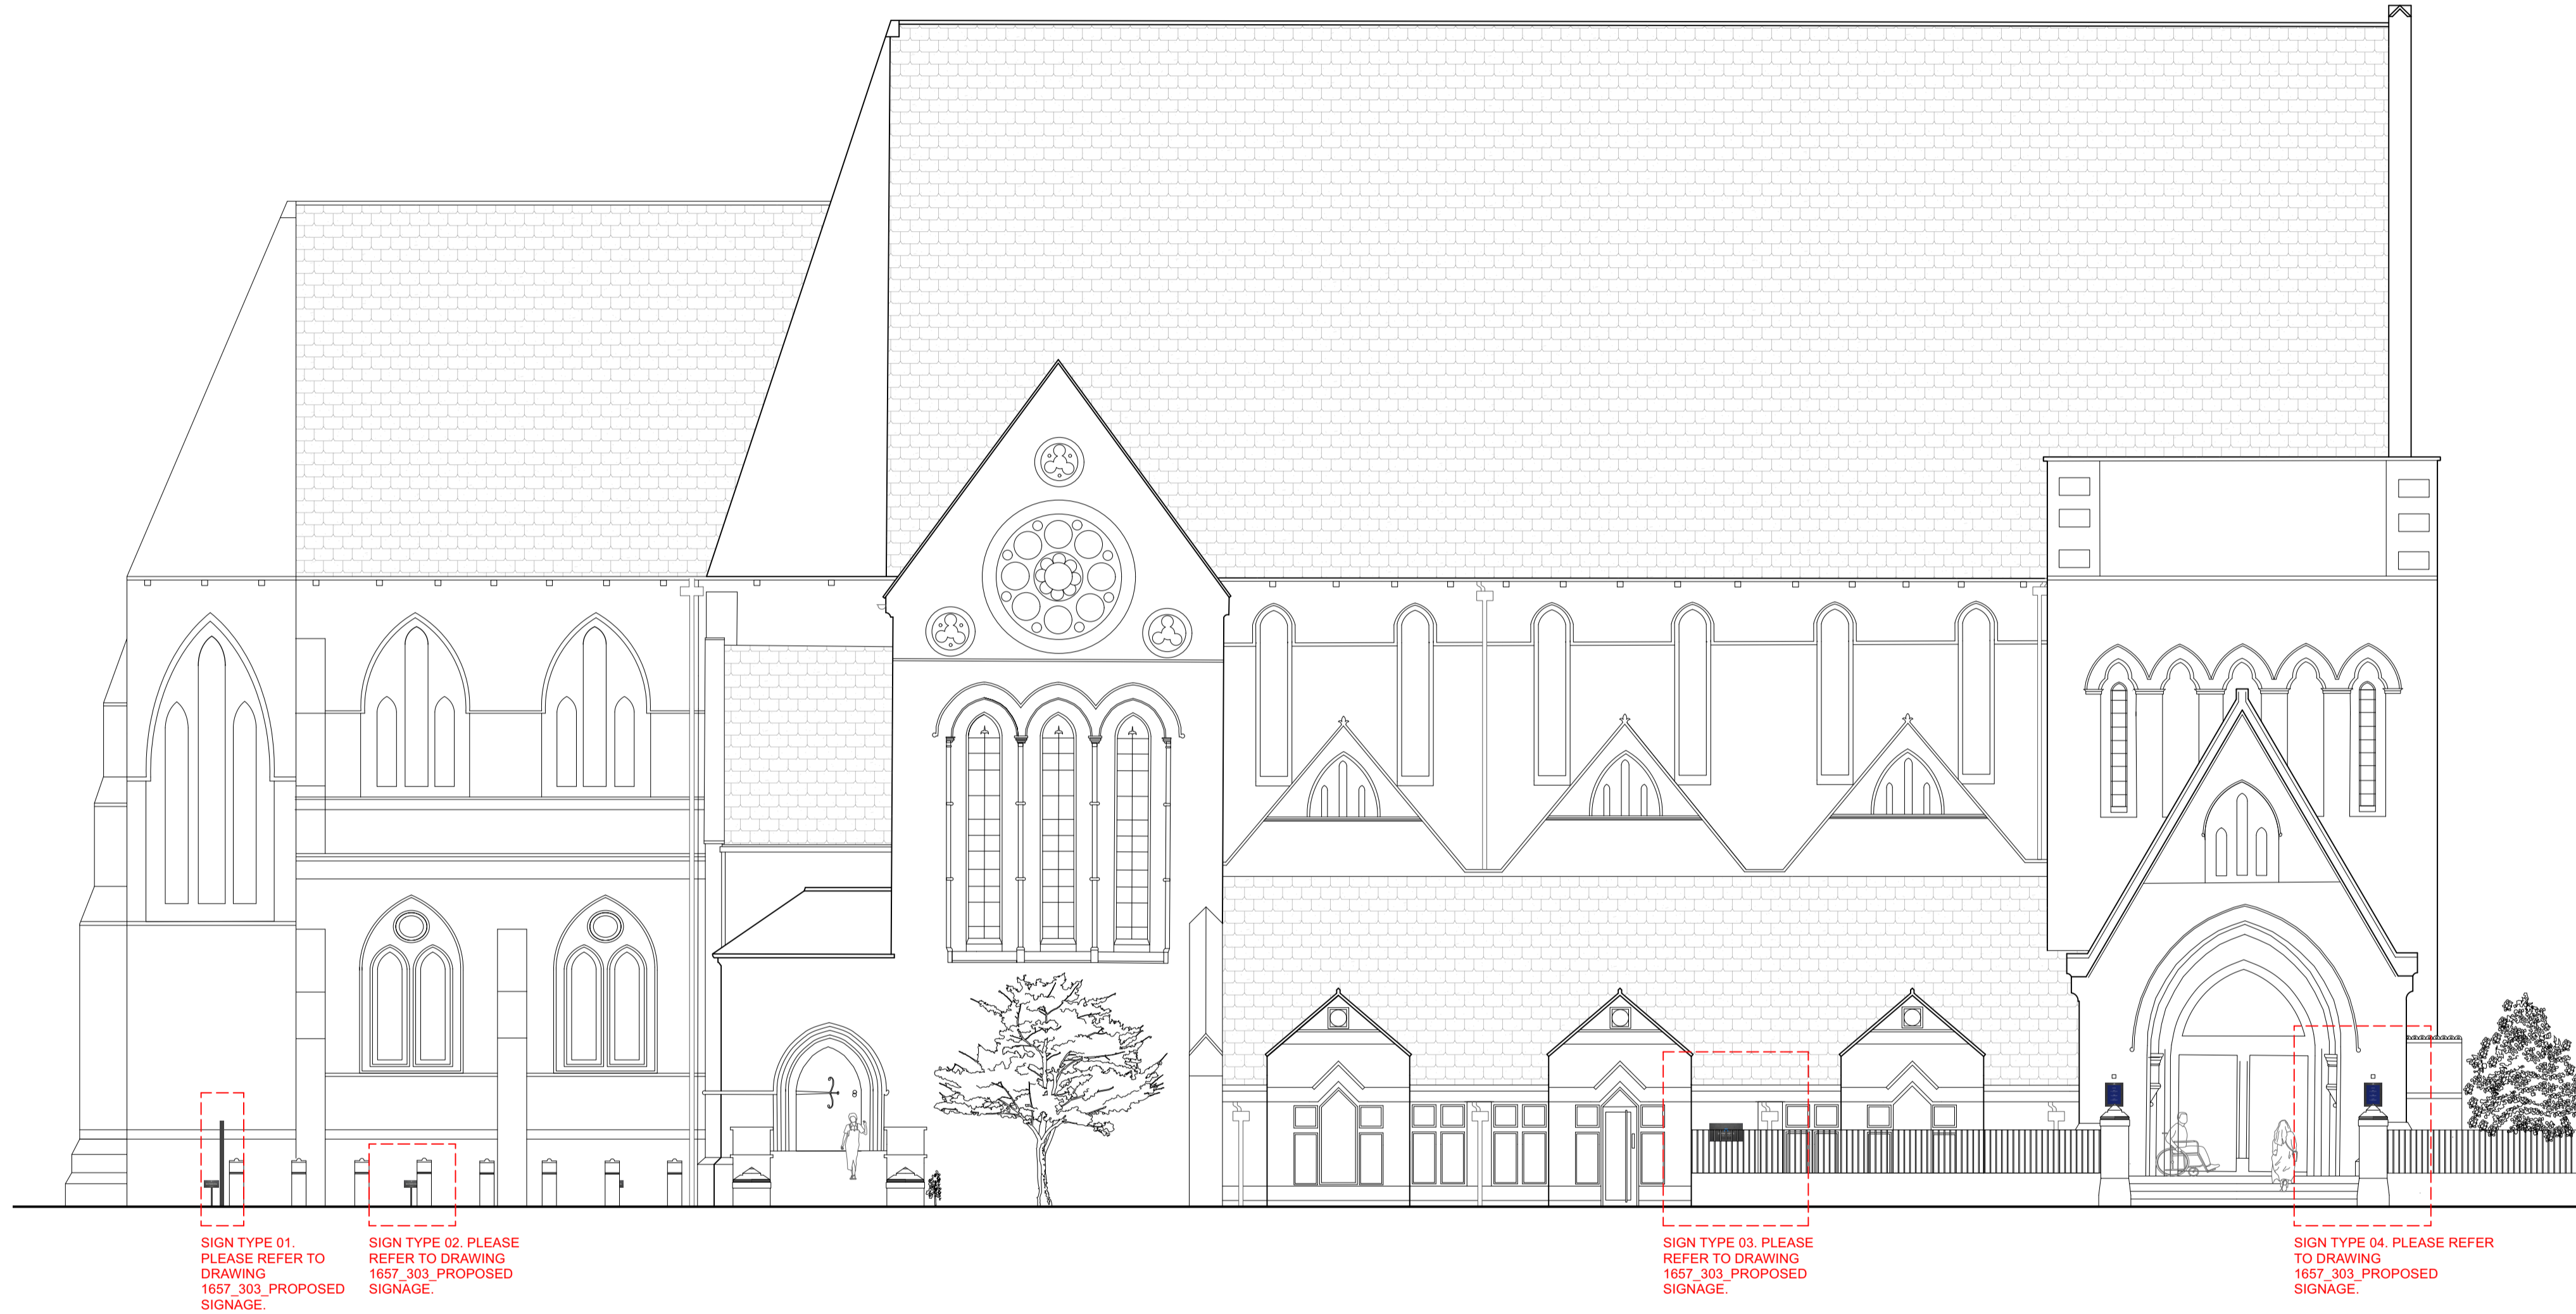 SIGN TYPE 01.
PLEASE REFER TO
DRAWING
1657_303_PROPOSED
SIGNAGE.
SIGN TYPE 02. PLEASE
REFER TO DRAWING
1657_303_PROPOSED
SIGNAGE.
SIGN TYPE 03. PLEASE
REFER TO DRAWING
1657_303_PROPOSED
SIGNAGE.
SIGN TYPE 04. PLEASE REFER
TO DRAWING
1657_303_PROPOSED
SIGNAGE.